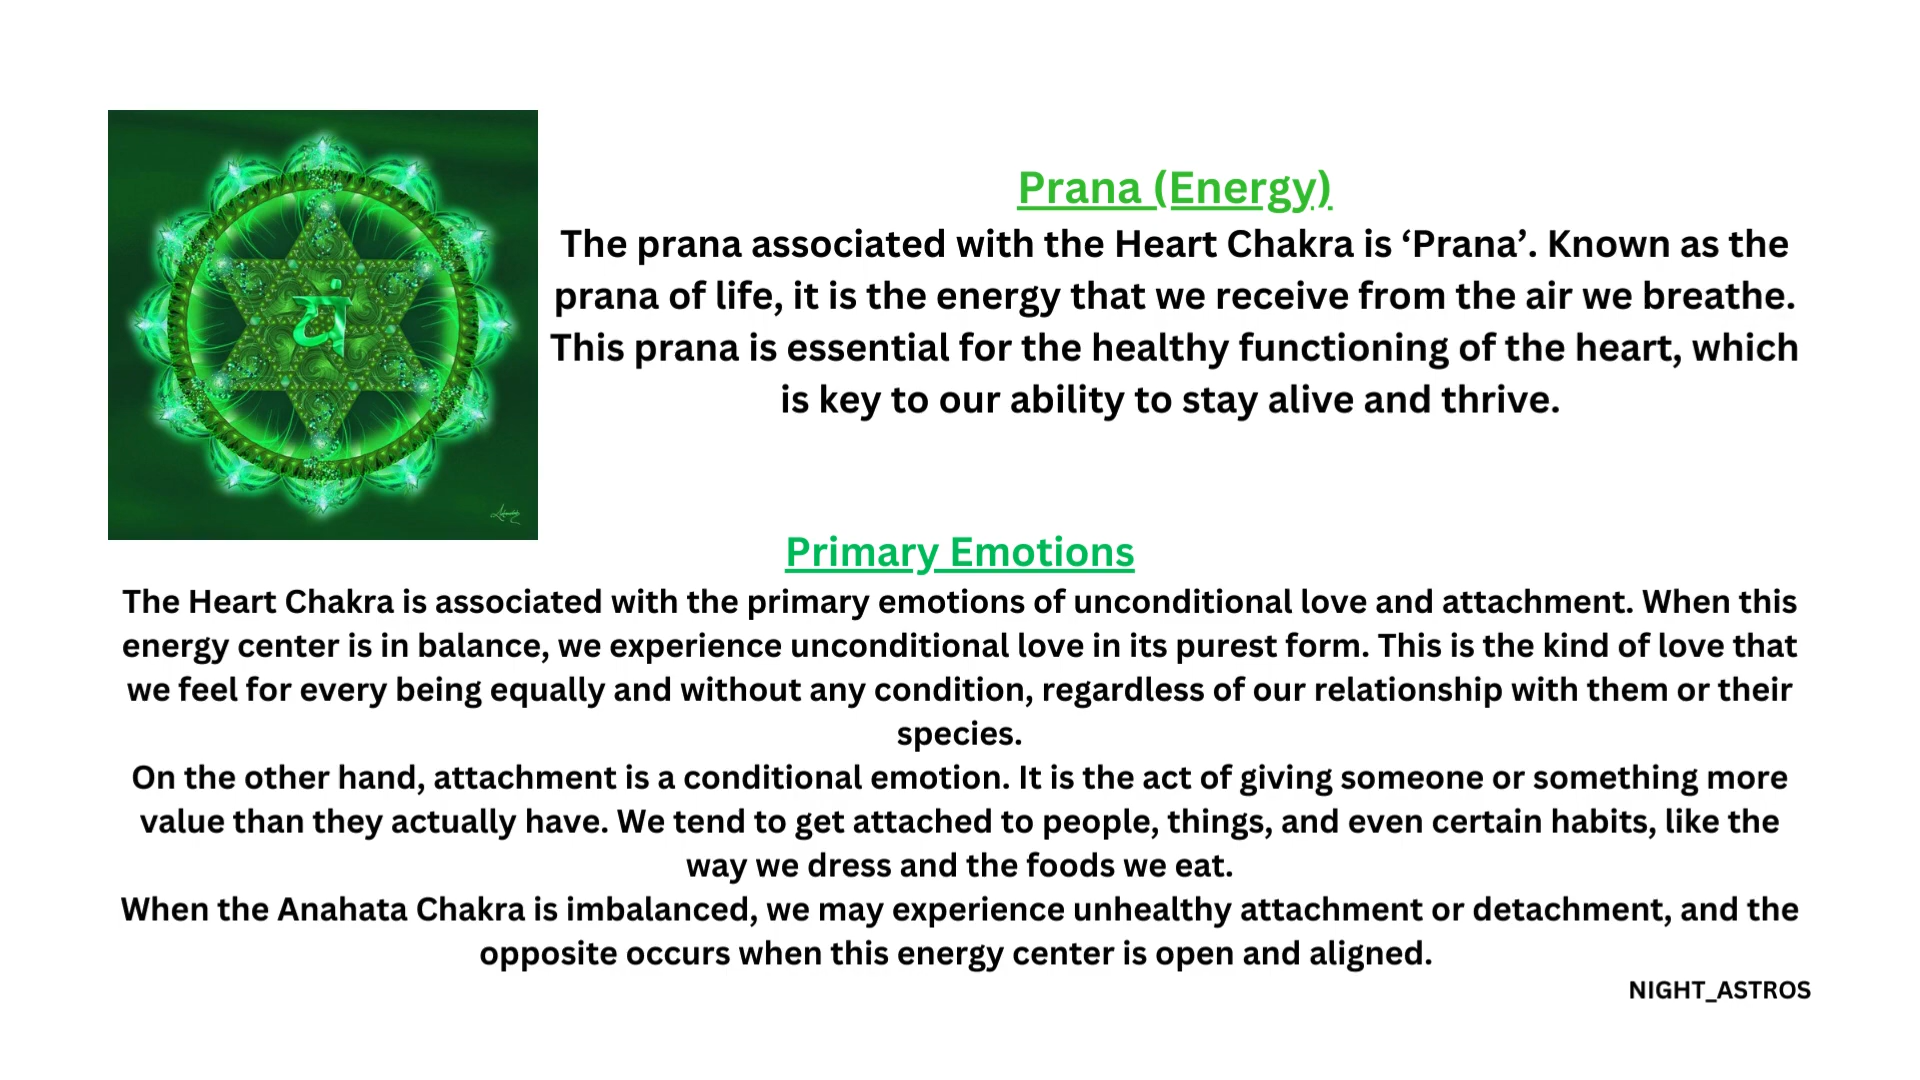 यं
Prana (Energy)
The prana associated with the Heart Chakra is ‘Prana’. Known as the
prana of life, it is the energy that we receive from the air we breathe.
This prana is essential for the healthy functioning of the heart, which
is key to our ability to stay alive and thrive.
Primary Emotions
The Heart Chakra is associated with the primary emotions of unconditional love and attachment. When this
energy center is in balance, we experience unconditional love in its purest form. This is the kind of love that
we feel for every being equally and without any condition, regardless of our relationship with them or their
species.
On the other hand, attachment is a conditional emotion. It is the act of giving someone or something more
value than they actually have. We tend to get attached to people, things, and even certain habits, like the
way we dress and the foods we eat.
When the Anahata Chakra is imbalanced, we may experience unhealthy attachment or detachment, and the
opposite occurs when this energy center is open and aligned.
NIGHT_ASTROS